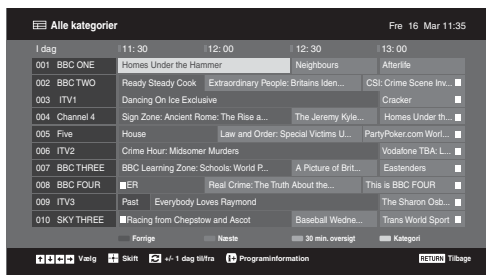 Alle kategorier Fre 16 Mar 11:35
I dag 11:30 12:00 12:30 13:00
001 BBC ONE Homes Under the Hammer Neighbours Afterlife
002 BBC TWO Ready Steady Cook Extraordinary People: Britains Iden... CSI: Crime Scene Inv...
003 ITV1 Dancing On Ice Exclusive Cracker
004 Channel 4 Sign Zone: Ancient Rome: The Rise a... The Jeremy Kyle... Homes Under th...
005 Five House Law and Order: Special Victims U... PartyPoker.com Worl...
006 ITV2 Crime Hour: Midsomer Murders Vodafone TBA: L...
007 BBC THREE BBC Learning Zone: Schools: World P... A Picture of Brit... Eastenders
008 BBC FOUR ER Real Crime: The Truth About the... This is BBC FOUR
009 ITV3 Past Everybody Loves Raymond The Sharon Osb...
010 SKY THREE Racing from Chepstow and Ascot Baseball Wedne... Trans World Sport
Forrige Næste 30 min. oversigt Kategori
Vælg Skift +/- 1 dag til/fra Programinformation RETURN Tilbage